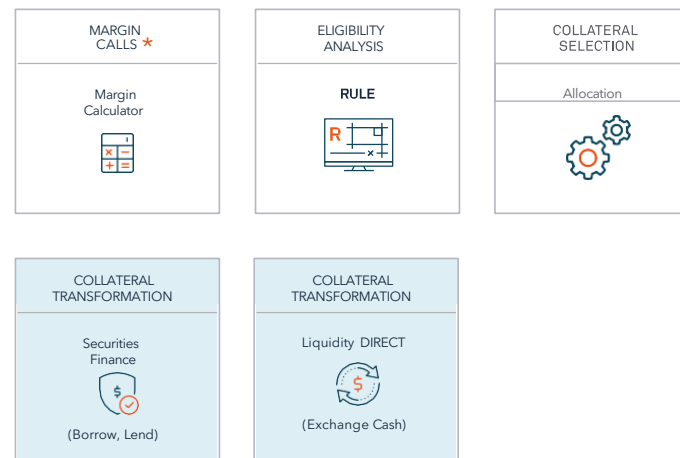 MARGIN
CALLS *
Margin
Calculator
ELIGIBILITY
ANALYSIS
RULE
R
COLLATERAL
SELECTION
Allocation
COLLATERAL
TRANSFORMATION
Securities
Finance
$
(Borrow, Lend)
COLLATERAL
TRANSFORMATION
Liquidity DIRECT
$
(Exchange Cash)